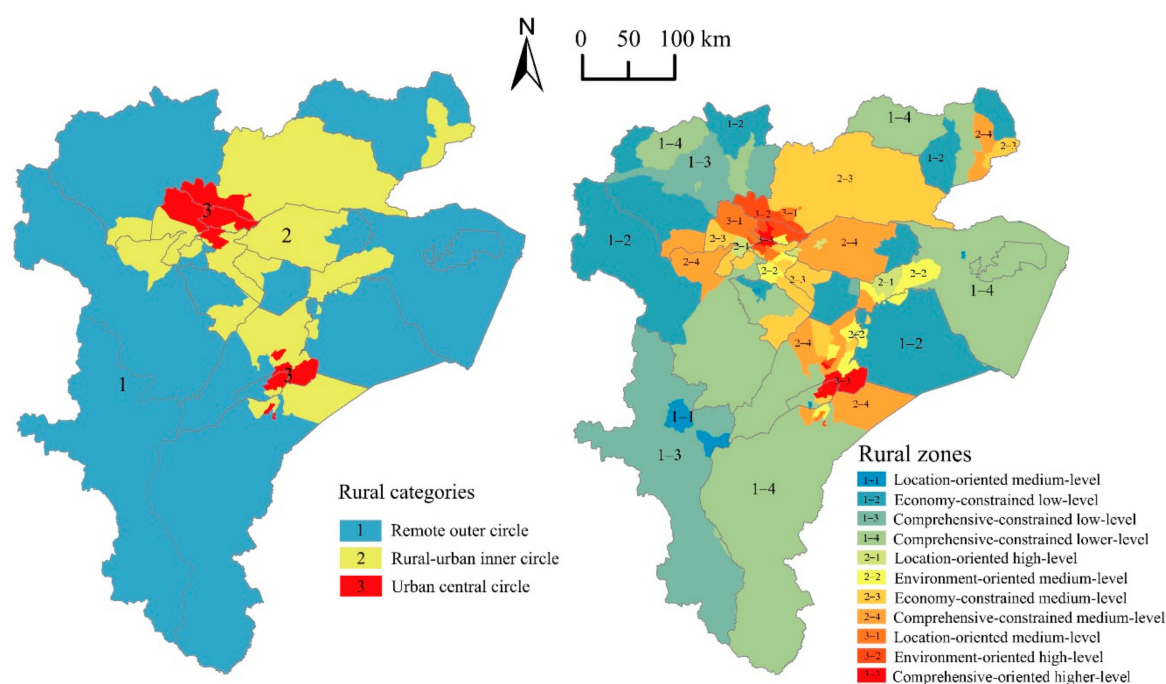 N
0 50 100 km
3
2
1
3
Rural categories
1 Remote outer circle
2 Rural-urban inner circle
3 Urban central circle
1-2
1-4
1-4
1-3
1-2
2-4
2-3
2-3
3-2
3-1
3-1
3-3
1-2
2-3
2-1
2-4
2-4
2-2
2-3
2-2
2-1
1-4
2-2
1-2
2-4
3-3
2-4
1-1
1-3
1-4
Rural zones
1-1 Location-oriented medium-level
1-2 Economy-constrained low-level
1-3 Comprehensive-constrained low-level
1-4 Comprehensive-constrained lower-level
2-1 Location-oriented high-level
2-2 Environment-oriented medium-level
2-3 Economy-constrained medium-level
2-4 Comprehensive-constrained medium-level
3-1 Location-oriented medium-level
3-2 Environment-oriented high-level
Comprehensive-oriented higher-level